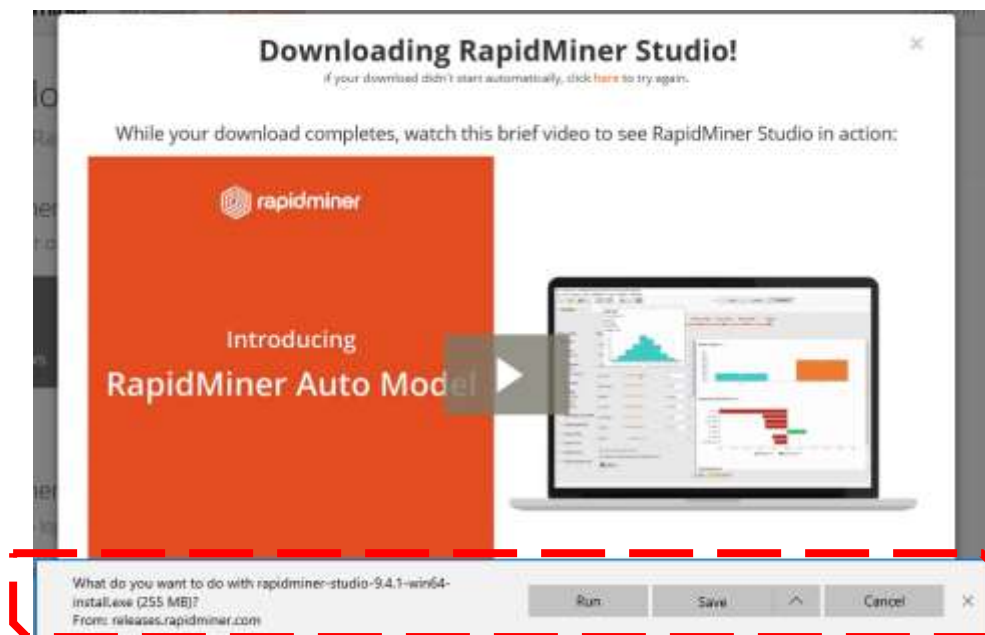 Downloading RapidMiner Studio!
If your download didn't start automatically, click here to try again.
While your download completes, watch this brief video to see RapidMiner Studio in action:
rapidminer
Introducing
RapidMiner Auto Model
What do you want to do with rapidminer-studio-9.4.1-win64-
install.exe (255 MB)?
From: releases.rapidminer.com
Run
Save
Cancel